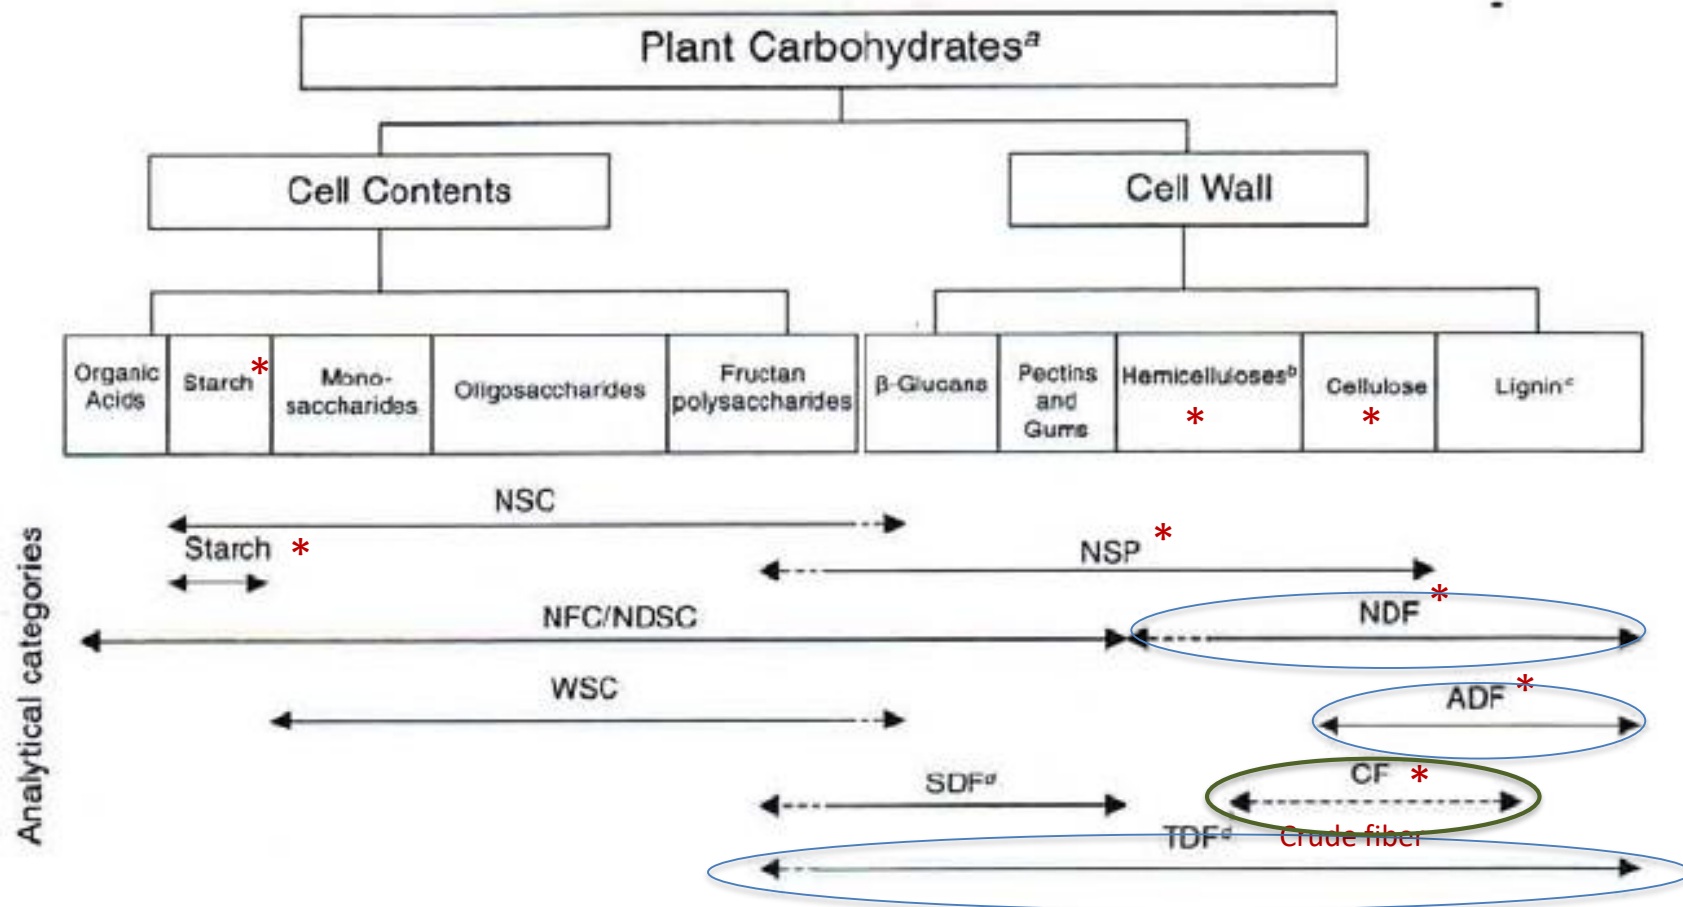 Plant Carbohydratesᵃ
Cell Contents
Cell Wall
Organic
Acids
Starch *
Mono-
saccharides
Oligosaccharides
Fructan
polysaccharides
β-Glucans
Pectins
and
Gums
Hemicellulosesᵇ
*
Cellulose
*
Ligninᶜ
Analytical categories
NSC
Starch *
NSP *
NFC/NDSC
NDF *
WSC
ADF *
SDFᵈ
CF *
TDFᵈ
Crude fiber